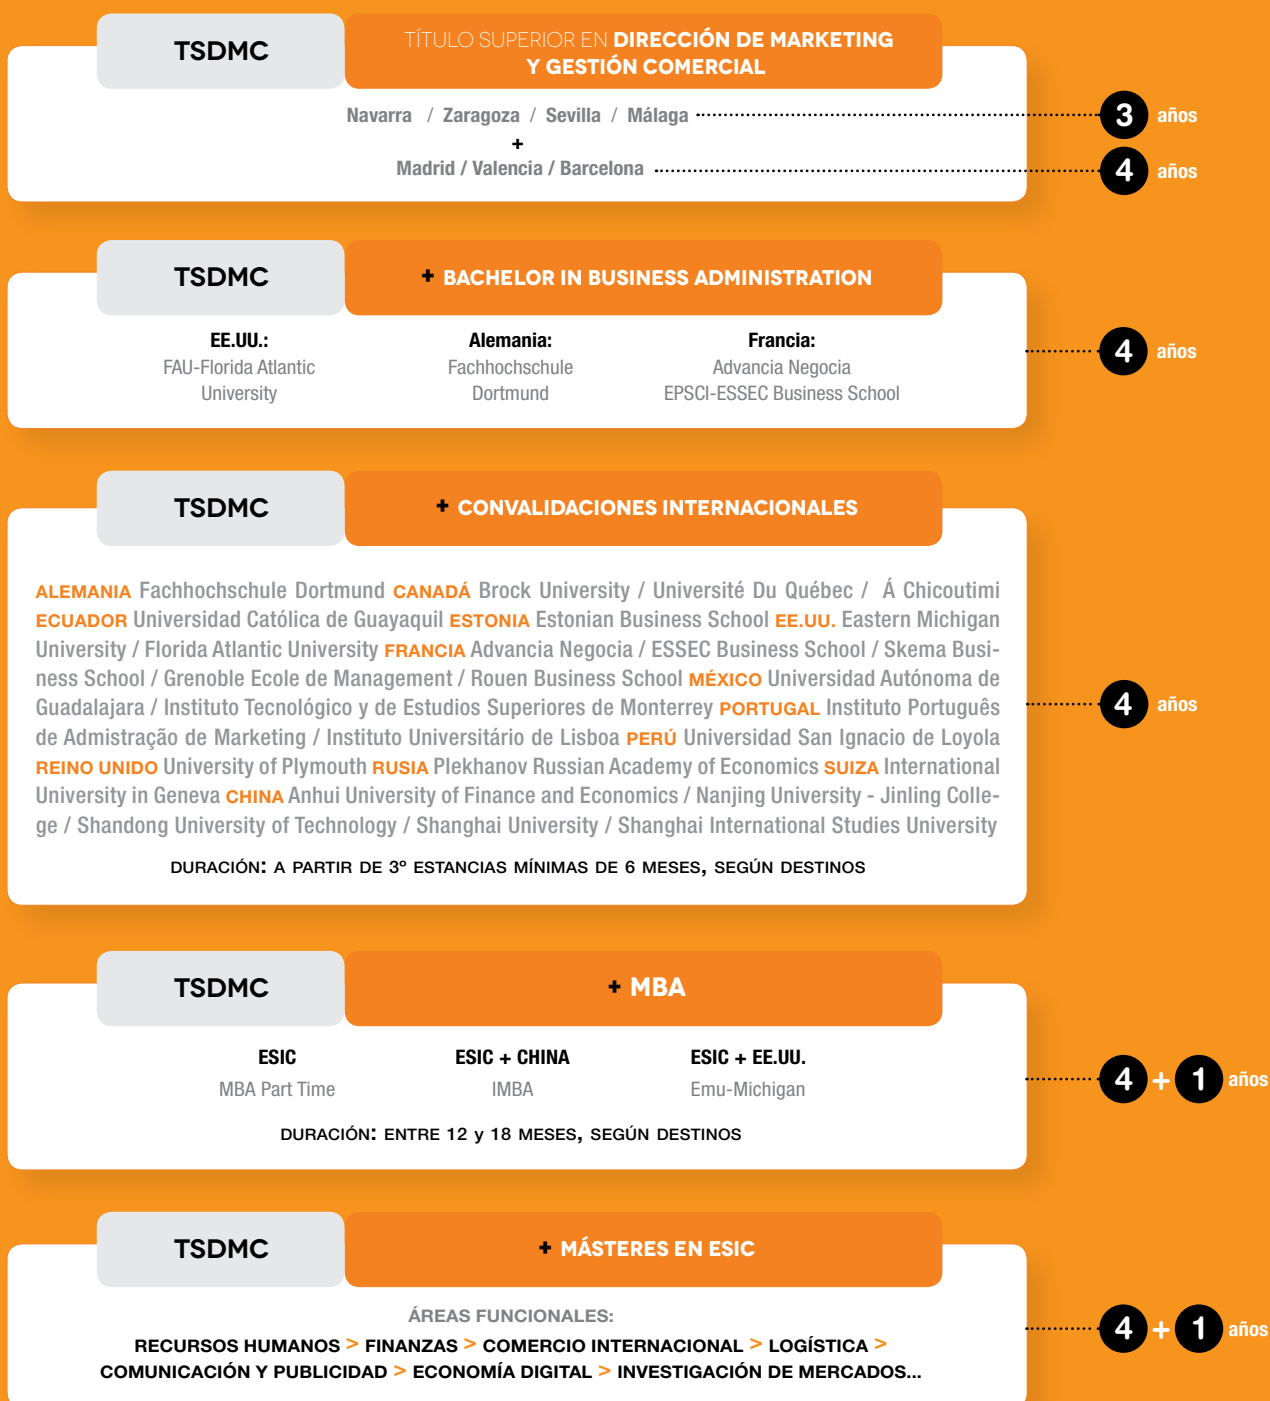 TSDMC
TÍTULO SUPERIOR EN DIRECCIÓN DE MARKETING
Y GESTIÓN COMERCIAL
Navarra / Zaragoza / Sevilla / Málaga
3 años
+
Madrid / Valencia / Barcelona
4 años
TSDMC
+ BACHELOR IN BUSINESS ADMINISTRATION
EE.UU.:
FAU-Florida Atlantic
University
Alemania:
Fachhochschule
Dortmund
Francia:
Advancia Negocia
EPSCI-ESSEC Business School
4 años
TSDMC
+ CONVALIDACIONES INTERNACIONALES
ALEMANIA Fachhochschule Dortmund CANADÁ Brock University / Université Du Québec / Á Chicoutimi
ECUADOR Universidad Católica de Guayaquil ESTONIA Estonian Business School EE.UU. Eastern Michigan
University / Florida Atlantic University FRANCIA Advancia Negocia / ESSEC Business School / Skema Busi-
ness School / Grenoble Ecole de Management / Rouen Business School MÉXICO Universidad Autónoma de
Guadalajara / Instituto Tecnológico y de Estudios Superiores de Monterrey PORTUGAL Instituto Português
de Admistração de Marketing / Instituto Universitário de Lisboa PERÚ Universidad San Ignacio de Loyola
REINO UNIDO University of Plymouth RUSIA Plekhanov Russian Academy of Economics SUIZA International
University in Geneva CHINA Anhui University of Finance and Economics / Nanjing University - Jinling Colle-
ge / Shandong University of Technology / Shanghai University / Shanghai International Studies University
DURACIÓN: A PARTIR DE 3º ESTANCIAS MÍNIMAS DE 6 MESES, SEGÚN DESTINOS
4 años
TSDMC
+ MBA
ESIC
MBA Part Time
ESIC + CHINA
IMBA
ESIC + EE.UU.
Emu-Michigan
DURACIÓN: ENTRE 12 y 18 MESES, SEGÚN DESTINOS
4 + 1 años
TSDMC
+ MÁSTERES EN ESIC
ÁREAS FUNCIONALES:
RECURSOS HUMANOS > FINANZAS > COMERCIO INTERNACIONAL > LOGÍSTICA >
COMUNICACIÓN Y PUBLICIDAD > ECONOMÍA DIGITAL > INVESTIGACIÓN DE MERCADOS...
4 + 1 años